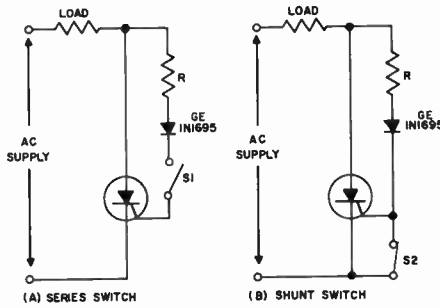 LOAD
R
GE
IN1695
AC
SUPPLY
S1
(A) SERIES SWITCH
LOAD
R
GE
IN1695
AC
SUPPLY
S2
(B) SHUNT SWITCH